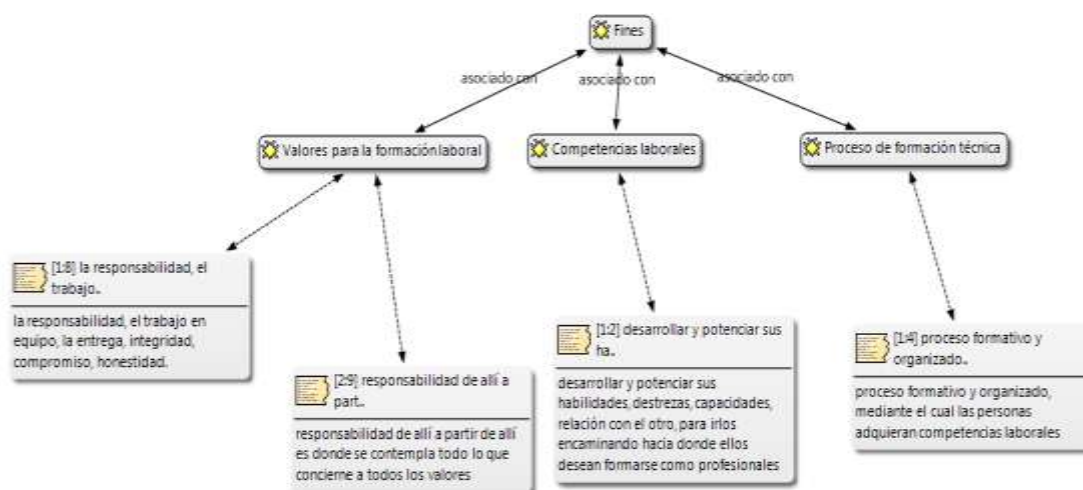 Fines
asociado con
asociado con
asociado con
Valores para la formación laboral
Competencias laborales
Proceso de formación técnica
[1:8] la responsabilidad, el
trabajo..
la responsabilidad, el trabajo en
equipo, la entrega, integridad,
compromiso, honestidad.
[2:9] responsabilidad de allí a
part..
responsabilidad de allí a partir de allí
es donde se contempla todo lo que
concierne a todos los valores
[1:2] desarrollar y potenciar sus
ha..
desarrollar y potenciar sus
habilidades, destrezas, capacidades,
relación con el otro, para irlos
encaminando hacia donde ellos
desean formarse como profesionales
[1:4] proceso formativo y
organizado..
proceso formativo y organizado,
mediante el cual las personas
adquieran competencias laborales